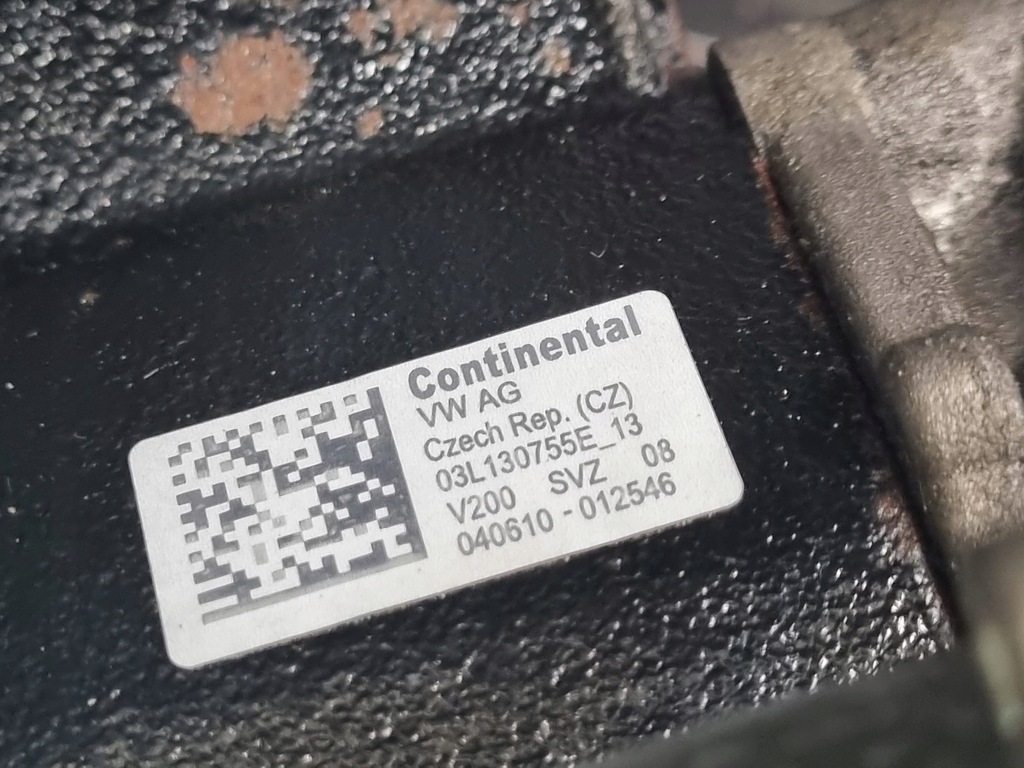 Continental
VW AG
Czech Rep. (CZ)
03L130755E_13
V200 SVZ 08
040610 - 012546